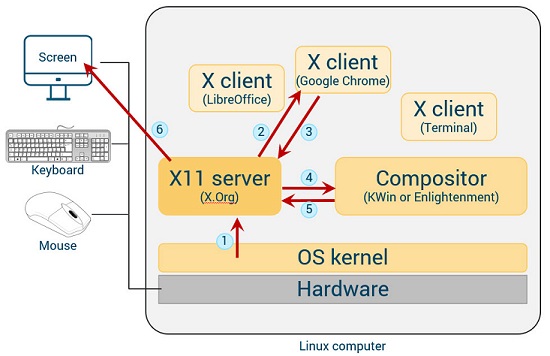 Screen
Keyboard
Mouse
X client
(LibreOffice)
X client
(Google Chrome)
X client
(Terminal)
6
2
3
X11 server
(X.Org)
4
5
Compositor
(KWin or Enlightenment)
1
OS kernel
Hardware
Linux computer